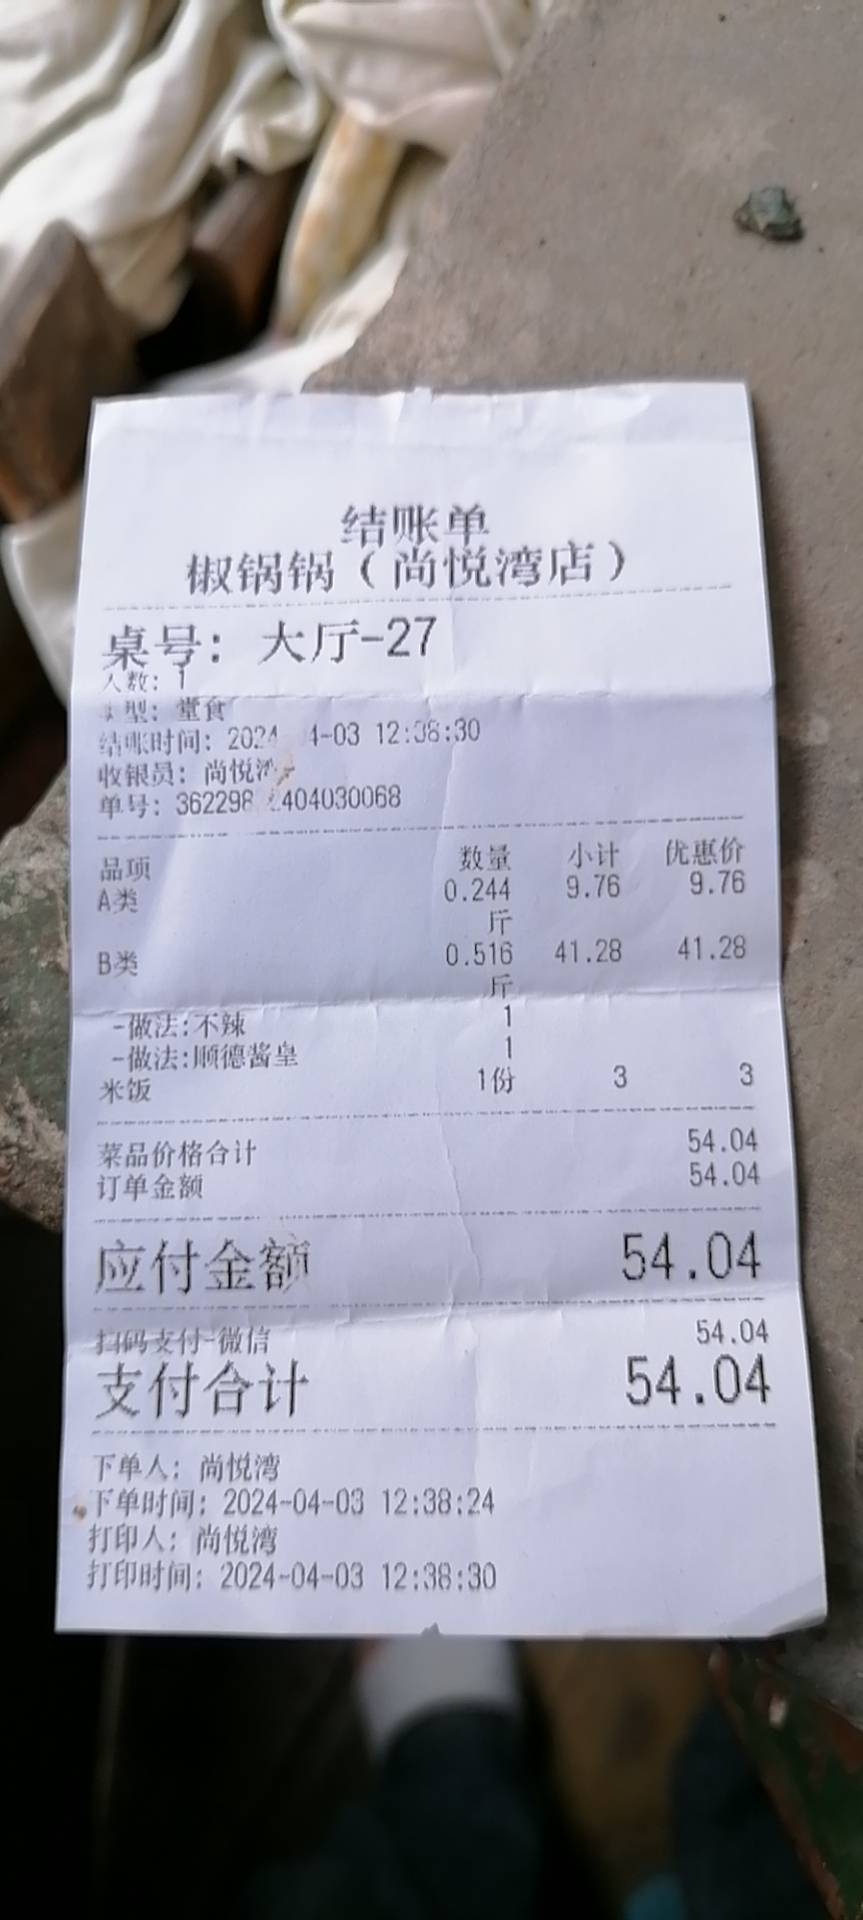 结账单
椒锅锅（尚悦湾店）
桌号: 大厅-27
人数: 1
型: 堂食
结账时间: 2024 4-03 12:38:30
收银员: 尚悦湾
单号: 362298 404030068
品项 数量 小计 优惠价
A类 0.244 9.76 9.76
斤
B类 0.516 41.28 41.28
斤
-做法:不辣 1
-做法:顺德酱皇 1
米饭 1份 3 3
菜品价格合计 54.04
订单金额 54.04
应付金额 54.04
扫码支付-微信 54.04
支付合计 54.04
下单人: 尚悦湾
下单时间: 2024-04-03 12:38:24
打印人: 尚悦湾
打印时间: 2024-04-03 12:38:30